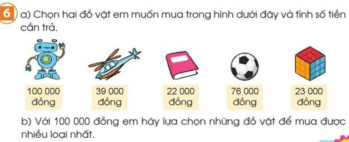 6 a) Chọn hai đồ vật em muốn mua trong hình dưới đây và tính số tiền
cần trả.
100 000 đồng
39 000 đồng
22 000 đồng
76 000 đồng
23 000 đồng
b) Với 100 000 đồng em hãy lựa chọn những đồ vật để mua được
nhiều loại nhất.